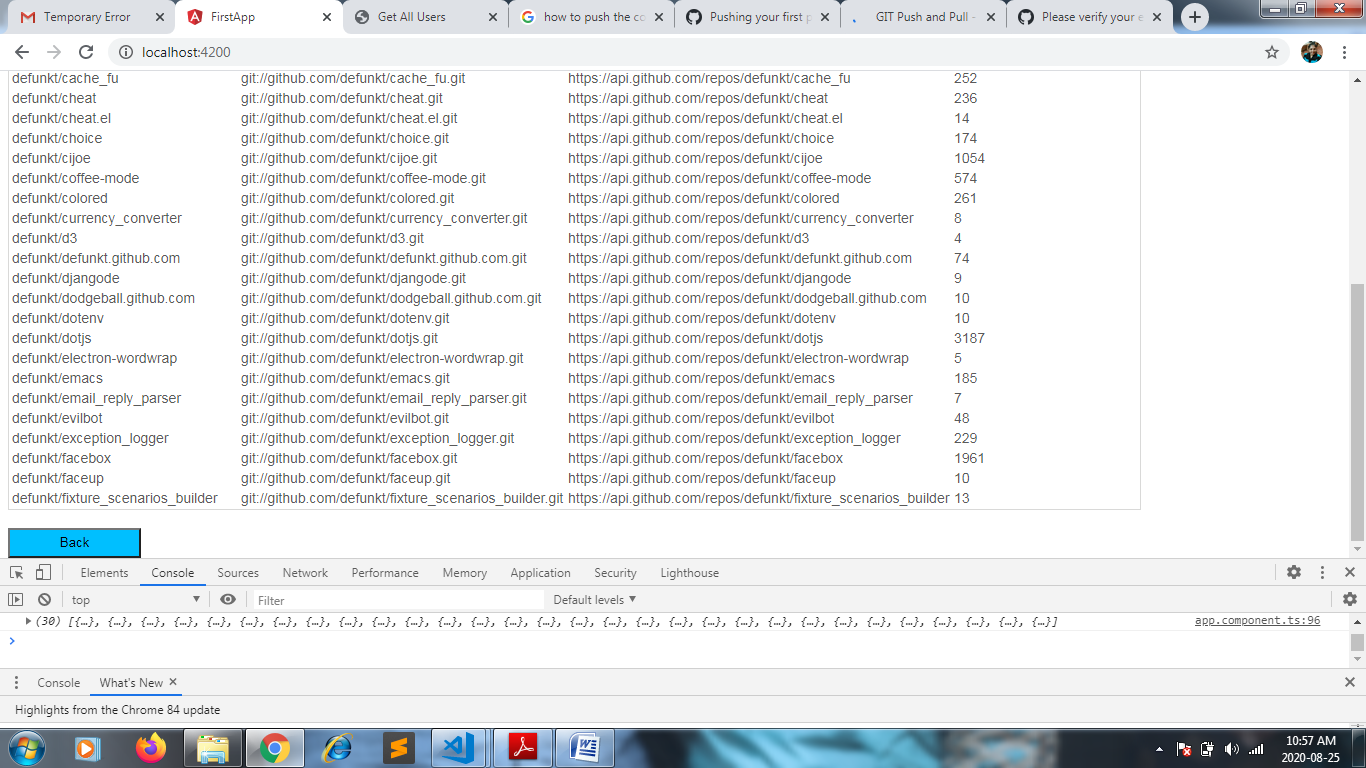 Temporary Error
FirstApp
Get All Users
how to push the co
Pushing your first p
GIT Push and Pull -
Please verify your e
localhost:4200
defunkt/cache_fu git://github.com/defunkt/cache_fu.git https://api.github.com/repos/defunkt/cache_fu 252
defunkt/cheat git://github.com/defunkt/cheat.git https://api.github.com/repos/defunkt/cheat 236
defunkt/cheat.el git://github.com/defunkt/cheat.el.git https://api.github.com/repos/defunkt/cheat.el 14
defunkt/choice git://github.com/defunkt/choice.git https://api.github.com/repos/defunkt/choice 174
defunkt/cijoe git://github.com/defunkt/cijoe.git https://api.github.com/repos/defunkt/cijoe 1054
defunkt/coffee-mode git://github.com/defunkt/coffee-mode.git https://api.github.com/repos/defunkt/coffee-mode 574
defunkt/colored git://github.com/defunkt/colored.git https://api.github.com/repos/defunkt/colored 261
defunkt/currency_converter git://github.com/defunkt/currency_converter.git https://api.github.com/repos/defunkt/currency_converter 8
defunkt/d3 git://github.com/defunkt/d3.git https://api.github.com/repos/defunkt/d3 4
defunkt/defunkt.github.com git://github.com/defunkt/defunkt.github.com.git https://api.github.com/repos/defunkt/defunkt.github.com 74
defunkt/djangode git://github.com/defunkt/djangode.git https://api.github.com/repos/defunkt/djangode 9
defunkt/dodgeball.github.com git://github.com/defunkt/dodgeball.github.com.git https://api.github.com/repos/defunkt/dodgeball.github.com 10
defunkt/dotenv git://github.com/defunkt/dotenv.git https://api.github.com/repos/defunkt/dotenv 10
defunkt/dotjs git://github.com/defunkt/dotjs.git https://api.github.com/repos/defunkt/dotjs 3187
defunkt/electron-wordwrap git://github.com/defunkt/electron-wordwrap.git https://api.github.com/repos/defunkt/electron-wordwrap 5
defunkt/emacs git://github.com/defunkt/emacs.git https://api.github.com/repos/defunkt/emacs 185
defunkt/email_reply_parser git://github.com/defunkt/email_reply_parser.git https://api.github.com/repos/defunkt/email_reply_parser 7
defunkt/evilbot git://github.com/defunkt/evilbot.git https://api.github.com/repos/defunkt/evilbot 48
defunkt/exception_logger git://github.com/defunkt/exception_logger.git https://api.github.com/repos/defunkt/exception_logger 229
defunkt/facebox git://github.com/defunkt/facebox.git https://api.github.com/repos/defunkt/facebox 1961
defunkt/faceup git://github.com/defunkt/faceup.git https://api.github.com/repos/defunkt/faceup 10
defunkt/fixture_scenarios_builder git://github.com/defunkt/fixture_scenarios_builder.git https://api.github.com/repos/defunkt/fixture_scenarios_builder 13
Back
Elements Console Sources Network Performance Memory Application Security Lighthouse
top Filter Default levels
(30) [{…}, {…}, {…}, {…}, {…}, {…}, {…}, {…}, {…}, {…}, {…}, {…}, {…}, {…}, {…}, {…}, {…}, {…}, {…}, {…}, {…}, {…}, {…}, {…}, {…}, {…}, {…}, {…}, {…}, {…}] app.component.ts:96
Console What's New
Highlights from the Chrome 84 update
10:57 AM
2020-08-25